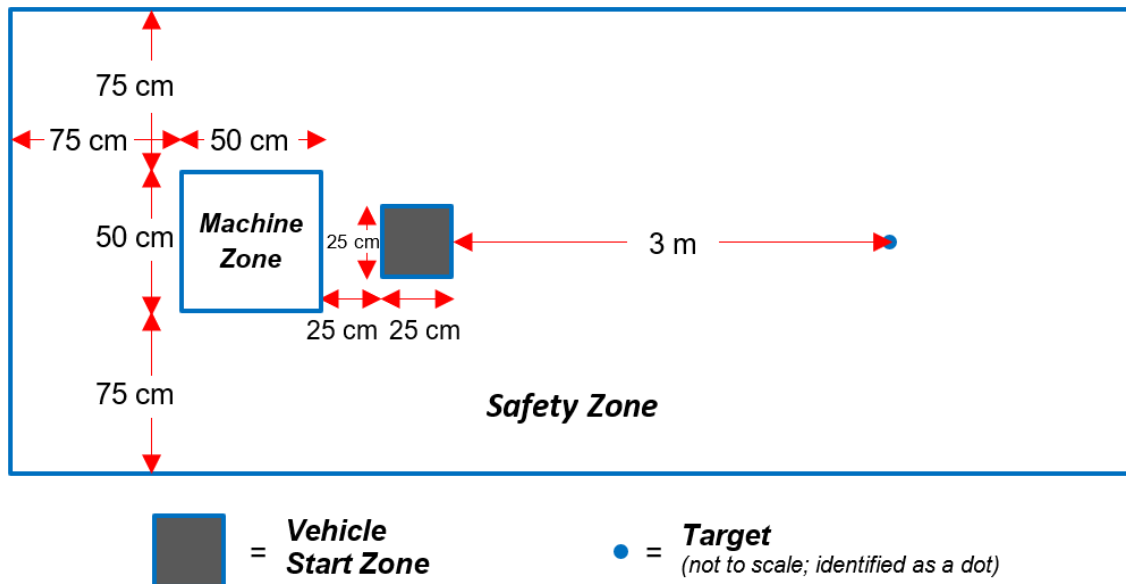 75 cm
75 cm
50 cm
50 cm
Machine
Zone
25 cm
3 m
25 cm
25 cm
75 cm
Safety Zone
= Vehicle
Start Zone
= Target
(not to scale; identified as a dot)